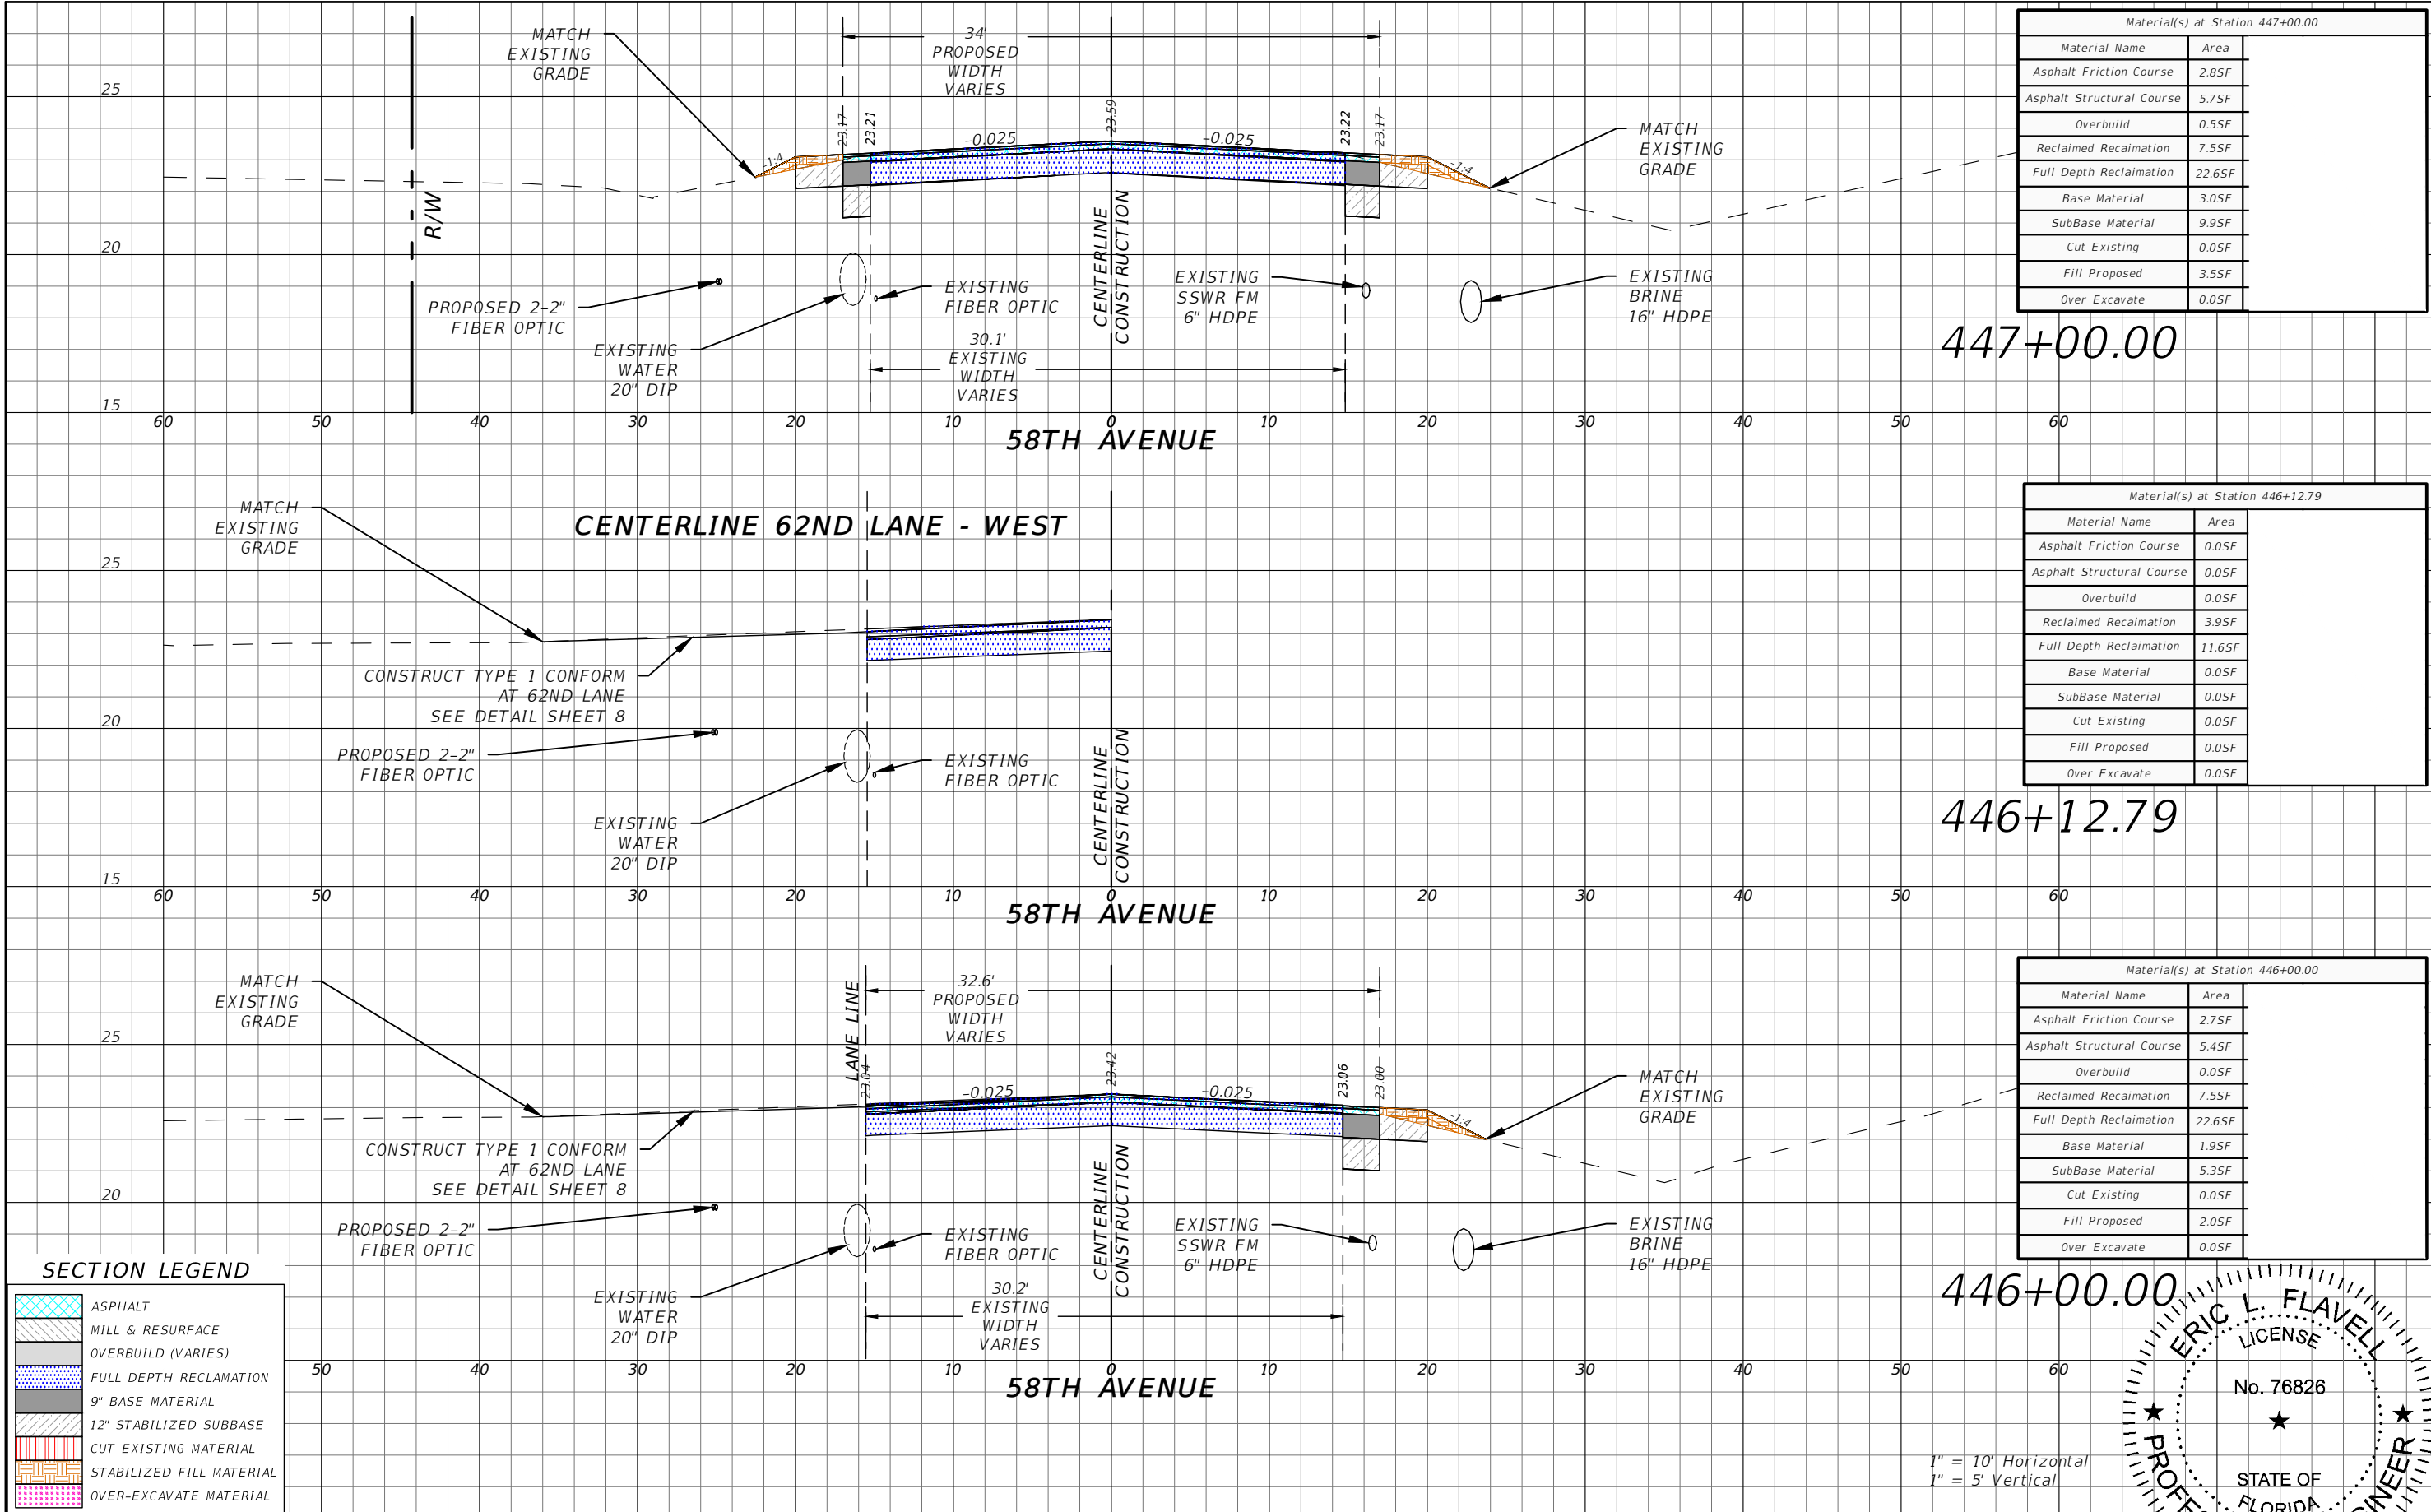 MATCH
EXISTING
GRADE
34'
PROPOSED
WIDTH
VARIES
25
20
15
R/W
-1:4
23.17
23.21
-0.025
23.59
-0.025
23.22
23.17
-1:4
MATCH
EXISTING
GRADE
PROPOSED 2-2"
FIBER OPTIC
EXISTING
WATER
20" DIP
EXISTING
FIBER OPTIC
30.1'
EXISTING
WIDTH
VARIES
CENTERLINE
CONSTRUCTION
EXISTING
SSWR FM
6" HDPE
EXISTING
BRINE
16" HDPE
60 50 40 30 20 10 0 10 20 30 40 50 60
58TH AVENUE
Material(s) at Station 447+00.00
Material Name Area
Asphalt Friction Course 2.8SF
Asphalt Structural Course 5.7SF
Overbuild 0.5SF
Reclaimed Recaimation 7.5SF
Full Depth Reclaimation 22.6SF
Base Material 3.0SF
SubBase Material 9.9SF
Cut Existing 0.0SF
Fill Proposed 3.5SF
Over Excavate 0.0SF
447+00.00
MATCH
EXISTING
GRADE
CENTERLINE 62ND LANE - WEST
25
20
15
CONSTRUCT TYPE 1 CONFORM
AT 62ND LANE
SEE DETAIL SHEET 8
PROPOSED 2-2"
FIBER OPTIC
EXISTING
WATER
20" DIP
EXISTING
FIBER OPTIC
CENTERLINE
CONSTRUCTION
60 50 40 30 20 10 0 10 20 30 40 50 60
58TH AVENUE
Material(s) at Station 446+12.79
Material Name Area
Asphalt Friction Course 0.0SF
Asphalt Structural Course 0.0SF
Overbuild 0.0SF
Reclaimed Recaimation 3.9SF
Full Depth Reclaimation 11.6SF
Base Material 0.0SF
SubBase Material 0.0SF
Cut Existing 0.0SF
Fill Proposed 0.0SF
Over Excavate 0.0SF
446+12.79
MATCH
EXISTING
GRADE
LANE LINE
32.6'
PROPOSED
WIDTH
VARIES
25
20
23.04
-0.025
23.42
-0.025
23.06
23.00
-1:4
MATCH
EXISTING
GRADE
CONSTRUCT TYPE 1 CONFORM
AT 62ND LANE
SEE DETAIL SHEET 8
PROPOSED 2-2"
FIBER OPTIC
EXISTING
WATER
20" DIP
EXISTING
FIBER OPTIC
30.2'
EXISTING
WIDTH
VARIES
CENTERLINE
CONSTRUCTION
EXISTING
SSWR FM
6" HDPE
EXISTING
BRINE
16" HDPE
50 40 30 20 10 0 10 20 30 40 50 60
58TH AVENUE
Material(s) at Station 446+00.00
Material Name Area
Asphalt Friction Course 2.7SF
Asphalt Structural Course 5.4SF
Overbuild 0.0SF
Reclaimed Recaimation 7.5SF
Full Depth Reclaimation 22.6SF
Base Material 1.9SF
SubBase Material 5.3SF
Cut Existing 0.0SF
Fill Proposed 2.0SF
Over Excavate 0.0SF
446+00.00
SECTION LEGEND
ASPHALT
MILL & RESURFACE
OVERBUILD (VARIES)
FULL DEPTH RECLAMATION
9" BASE MATERIAL
12" STABILIZED SUBBASE
CUT EXISTING MATERIAL
STABILIZED FILL MATERIAL
OVER-EXCAVATE MATERIAL
1" = 10' Horizontal
1" = 5' Vertical
ERIC L. FLAVELL
LICENSE
No. 76826
STATE OF
FLORIDA